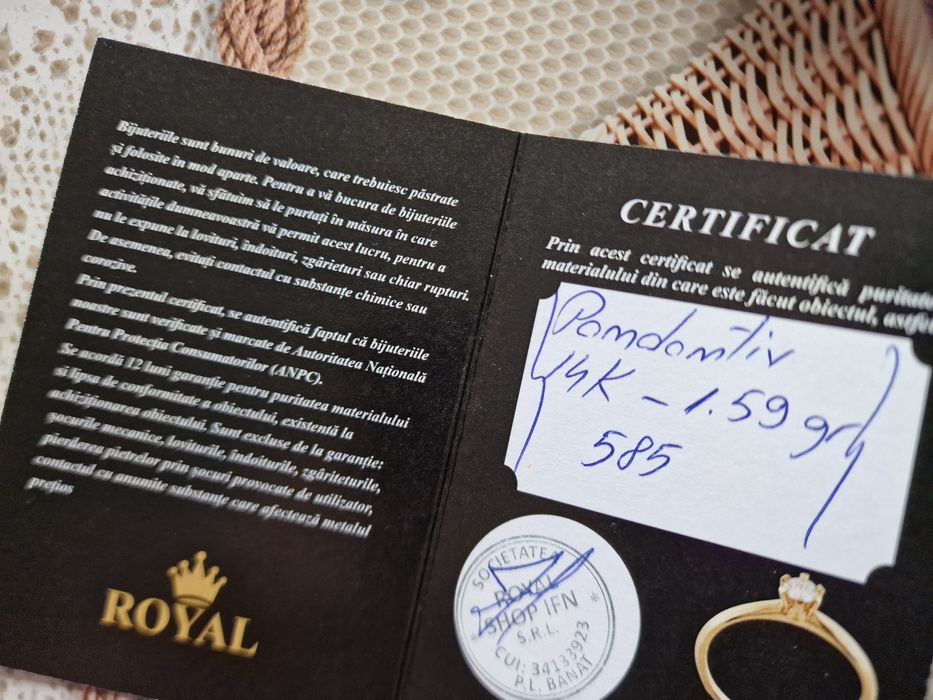 Bijuteriile sunt bunuri de valoare, care trebuiesc păstrate
și folosite în mod aparte. Pentru a vă bucura de bijuteriile
achiziționate, vă sfătuim să le purtați în măsura în care
activitățile dumneavoastră vă permit acest lucru, pentru a
nu le expune la lovituri, îndoituri, zgârieturi sau chiar rupturi.
De asemenea, evitați contactul cu substanțe chimice sau
corozive.
Prin prezentul certificat, se autentifică faptul că bijuteriile
noastre sunt verificate și marcate de Autoritatea Națională
Pentru Protecția Consumatorilor (ANPC).
Se acordă 12 luni garanție pentru puritatea materialului
si lipsa de conformitate a obiectului, existentă la
achiziționarea obiectului. Sunt excluse de la garanție:
șocurile mecanice, loviturile, îndoiturile, zgârieturile,
pierderea pietrelor prin șocuri provocate de utilizator,
contactul cu anumite substanțe care afectează metalul
prețios
ROYAL
CERTIFICAT
Prin acest certificat se autentifică puritatea
materialului din care este făcut obiectul, astfel
Pandantiv
14K - 1.59 gr
585
SOCIETATEA
ROYAL
SHOP IFN
S.R.L.
CUI: 34133923
P.L. BANAT